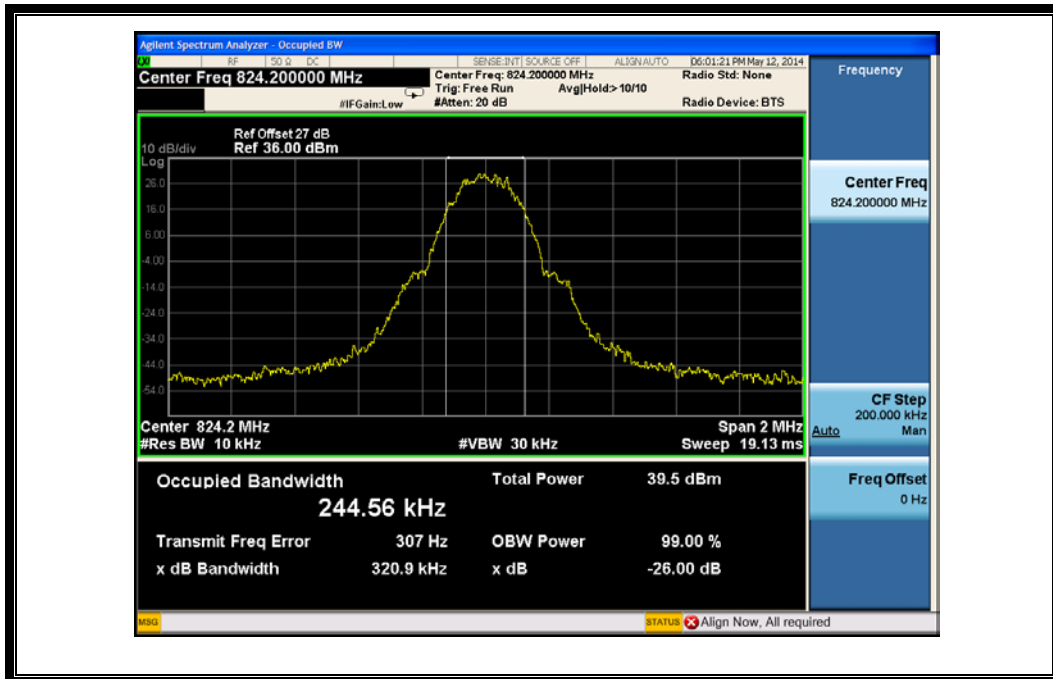 Agilent Spectrum Analyzer - Occupied BW
RF 50 Ω DC SENSE:INT SOURCE OFF ALIGN AUTO 06:01:21 PM May 12, 2014
Center Freq 824.200000 MHz
Center Freq: 824.200000 MHz
Radio Std: None
Trig: Free Run Avg|Hold:> 10/10
#IFGain:Low
#Atten: 20 dB
Radio Device: BTS
Frequency
Ref Offset 27 dB
10 dB/div Ref 36.00 dBm
Log
26.0
16.0
6.00
-4.00
-14.0
-24.0
-34.0
-44.0
-54.0
Center 824.2 MHz Span 2 MHz
#Res BW 10 kHz #VBW 30 kHz Sweep 19.13 ms
Center Freq
824.200000 MHz
CF Step
200.000 kHz
Auto Man
Freq Offset
0 Hz
Occupied Bandwidth Total Power 39.5 dBm
244.56 kHz
Transmit Freq Error 307 Hz OBW Power 99.00 %
x dB Bandwidth 320.9 kHz x dB -26.00 dB
MSG STATUS Align Now, All required